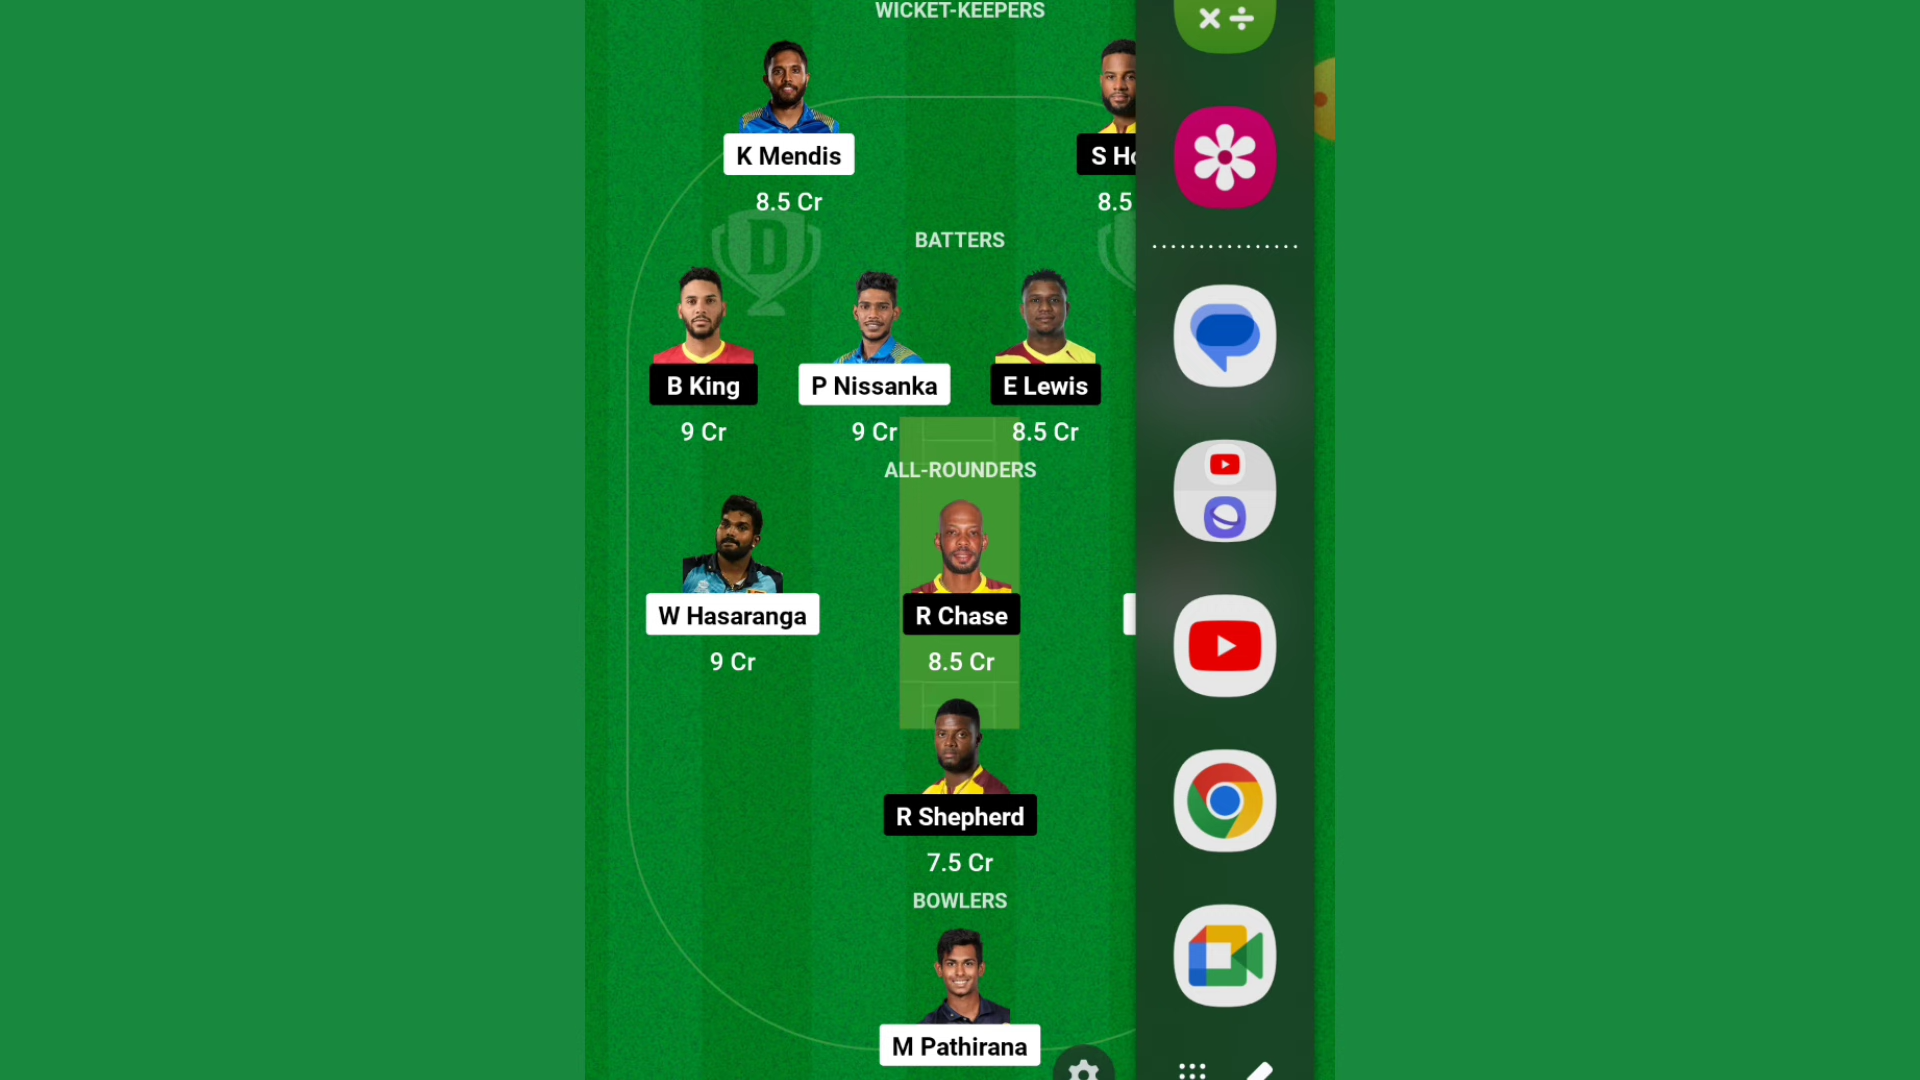 WICKET-KEEPERS
K Mendis
S Ho
8.5 Cr
8.5
BATTERS
B King
P Nissanka
E Lewis
9 Cr
9 Cr
8.5 Cr
ALL-ROUNDERS
W Hasaranga
R Chase
9 Cr
8.5 Cr
R Shepherd
7.5 Cr
BOWLERS
M Pathirana